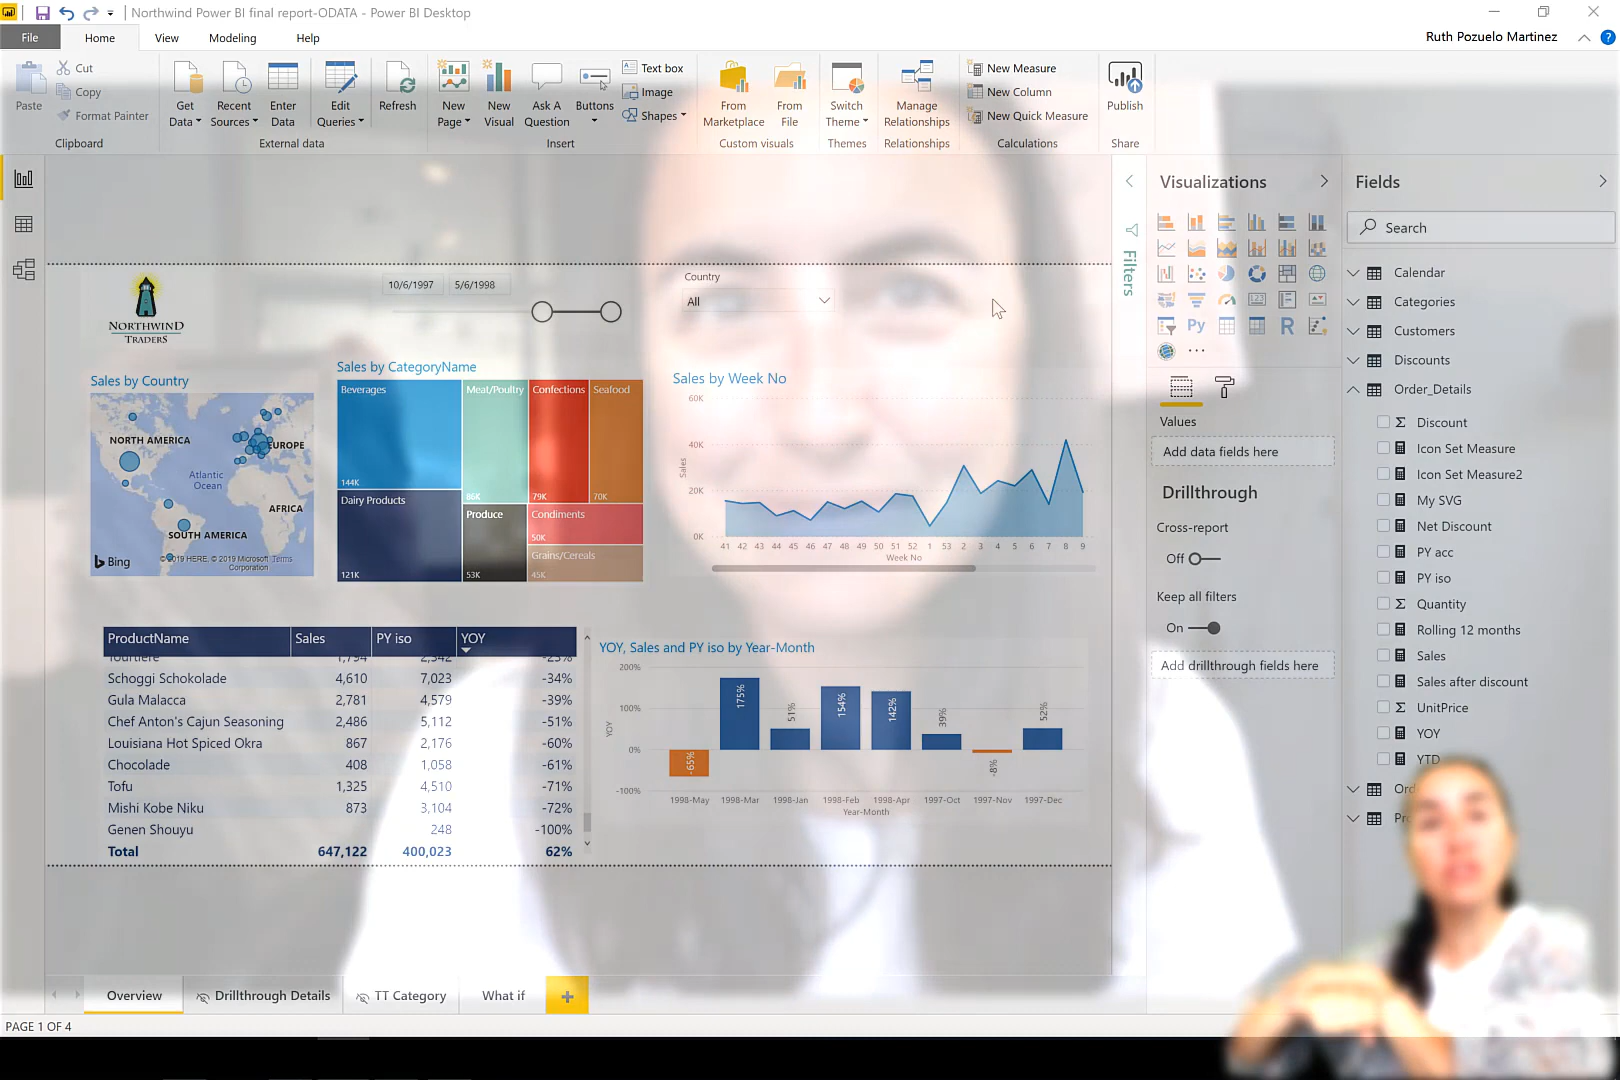 Northwind Power BI final report-ODATA - Power BI Desktop
File Home View Modeling Help
Ruth Pozuelo Martinez
Paste
Cut
Copy
Format Painter
Clipboard
Get Data
Recent Sources
Enter Data
Edit Queries
Refresh
External data
New Page
New Visual
Ask A Question
Buttons
Text box
Image
Shapes
Insert
From Marketplace
From File
Custom visuals
Switch Theme
Themes
Manage Relationships
Relationships
New Measure
New Column
New Quick Measure
Calculations
Publish
Share
NORTHWIND
TRADERS
10/6/1997 5/6/1998
Country
All
Sales by Country
NORTH AMERICA
EUROPE
Atlantic
Ocean
AFRICA
SOUTH AMERICA
Bing
© 2019 HERE, © 2019 Microsoft Corporation Terms
Sales by CategoryName
Beverages
144K
Dairy Products
121K
Meat/Poultry
86K
Produce
53K
Confections
79K
Seafood
70K
Condiments
50K
Grains/Cereals
45K
Sales by Week No
60K
40K
20K
0K
Sales
41 42 43 44 45 46 47 48 49 50 51 52 1 53 2 3 4 5 6 7 8 9
Week No
ProductName Sales PY iso YOY
Tourtière 1,794 2,342 -23%
Schoggi Schokolade 4,610 7,023 -34%
Gula Malacca 2,781 4,579 -39%
Chef Anton's Cajun Seasoning 2,486 5,112 -51%
Louisiana Hot Spiced Okra 867 2,176 -60%
Chocolade 408 1,058 -61%
Tofu 1,325 4,510 -71%
Mishi Kobe Niku 873 3,104 -72%
Genen Shouyu 248 -100%
Total 647,122 400,023 62%
YOY, Sales and PY iso by Year-Month
200%
100%
0%
-100%
YOY
-65% 175% 51% 154% 142% 39% -8% 52%
1998-May 1998-Mar 1998-Jan 1998-Feb 1998-Apr 1997-Oct 1997-Nov 1997-Dec
Year-Month
Filters
Visualizations
Py
R
Values
Add data fields here
Drillthrough
Cross-report
Off
Keep all filters
On
Add drillthrough fields here
Fields
Search
Calendar
Categories
Customers
Discounts
Order_Details
Discount
Icon Set Measure
Icon Set Measure2
My SVG
Net Discount
PY acc
PY iso
Quantity
Rolling 12 months
Sales
Sales after discount
UnitPrice
YOY
YTD
Overview Drillthrough Details TT Category What if
PAGE 1 OF 4